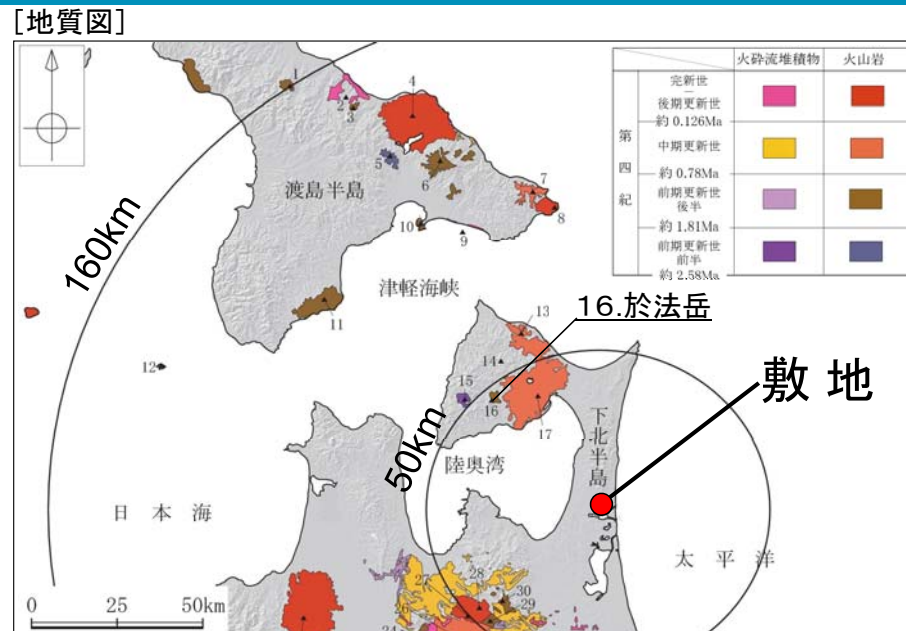 [地質図]
火砕流堆積物 火山岩
第四紀
完新世
－
後期更新世
約 0.126Ma
中期更新世
約 0.78Ma
前期更新世
後半
約 1.81Ma
前期更新世
前半
約 2.58Ma
1
2
3
4
5
6
7
8
9
10
11
12
13
14
15
16
17
渡島半島
160km
津軽海峡
16.於法岳
敷 地
下北半島
50km
陸奥湾
日 本 海
太 平 洋
26
27
28
30
29
24
0 25 50km